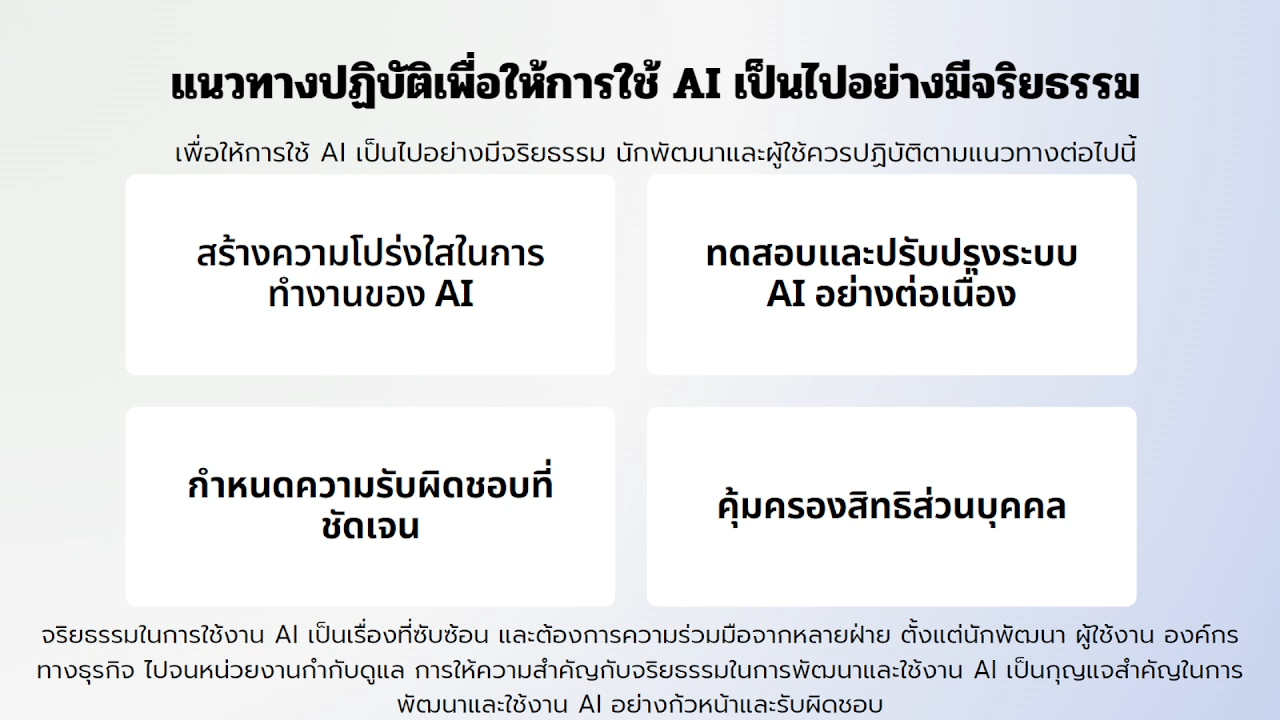 แนวทางปฏิบัติเพื่อให้การใช้ AI เป็นไปอย่างมีจริยธรรม
เพื่อให้การใช้ AI เป็นไปอย่างมีจริยธรรม นักพัฒนาและผู้ใช้ควรปฏิบัติตามแนวทางต่อไปนี้
สร้างความโปร่งใสในการ
ทำงานของ AI
ทดสอบและปรับปรุงระบบ
AI อย่างต่อเนื่อง
กำหนดความรับผิดชอบที่
ชัดเจน
คุ้มครองสิทธิส่วนบุคคล
จริยธรรมในการใช้งาน AI เป็นเรื่องที่ซับซ้อน และต้องการความร่วมมือจากหลายฝ่าย ตั้งแต่นักพัฒนา ผู้ใช้งาน องค์กร
ทางธุรกิจ ไปจนหน่วยงานกำกับดูแล การให้ความสำคัญกับจริยธรรมในการพัฒนาและใช้งาน AI เป็นกุญแจสำคัญในการ
พัฒนาและใช้งาน AI อย่างก้วหน้าและรับผิดชอบ